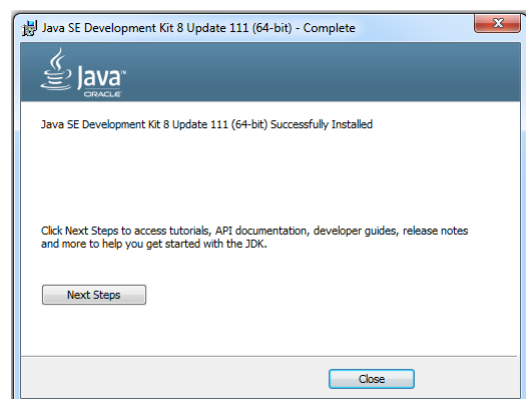 Java SE Development Kit 8 Update 111 (64-bit) - Complete
Java™
ORACLE
Java SE Development Kit 8 Update 111 (64-bit) Successfully Installed
Click Next Steps to access tutorials, API documentation, developer guides, release notes
and more to help you get started with the JDK.
Next Steps
Close